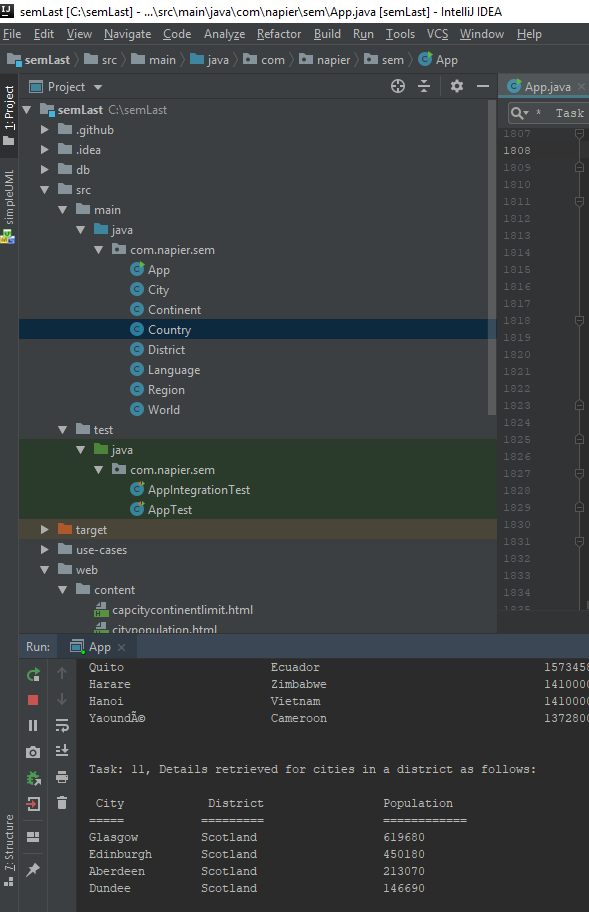 semLast [C:\semLast] - ...\src\main\java\com\napier\sem\App.java [semLast] - IntelliJ IDEA
File Edit View Navigate Code Analyze Refactor Build Run Tools VCS Window Help
semLast src main java com napier sem App
Project
App.java
1: Project
simpleUML
semLast C:\semLast
.github
.idea
db
src
main
java
com.napier.sem
App
City
Continent
Country
District
Language
Region
World
test
java
com.napier.sem
AppIntegrationTest
AppTest
target
use-cases
web
content
capcitycontinentlimit.html
citypopulation.html
* Task
1807
1808
1809
1810
1811
1812
1813
1814
1815
1816
1817
1818
1819
1820
1821
1822
1823
1824
1825
1826
1827
1828
1829
1830
1831
1832
1833
1834
1835
Run: App
Quito Ecuador 1573458
Harare Zimbabwe 1410000
Hanoi Vietnam 1410000
YaoundÃ© Cameroon 1372800
Task: 11, Details retrieved for cities in a district as follows:
City District Population
===== ========= ============
Glasgow Scotland 619680
Edinburgh Scotland 450180
Aberdeen Scotland 213070
Dundee Scotland 146690
7: Structure